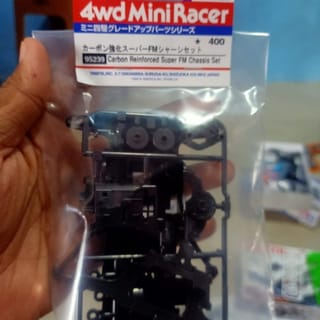 4wd Mini Racer
ミニ四駆グレードアップパーツシリーズ
★ 400
カーボン強化スーパーFMシャーシセット
95239 Carbon Reinforced Super FM Chassis Set